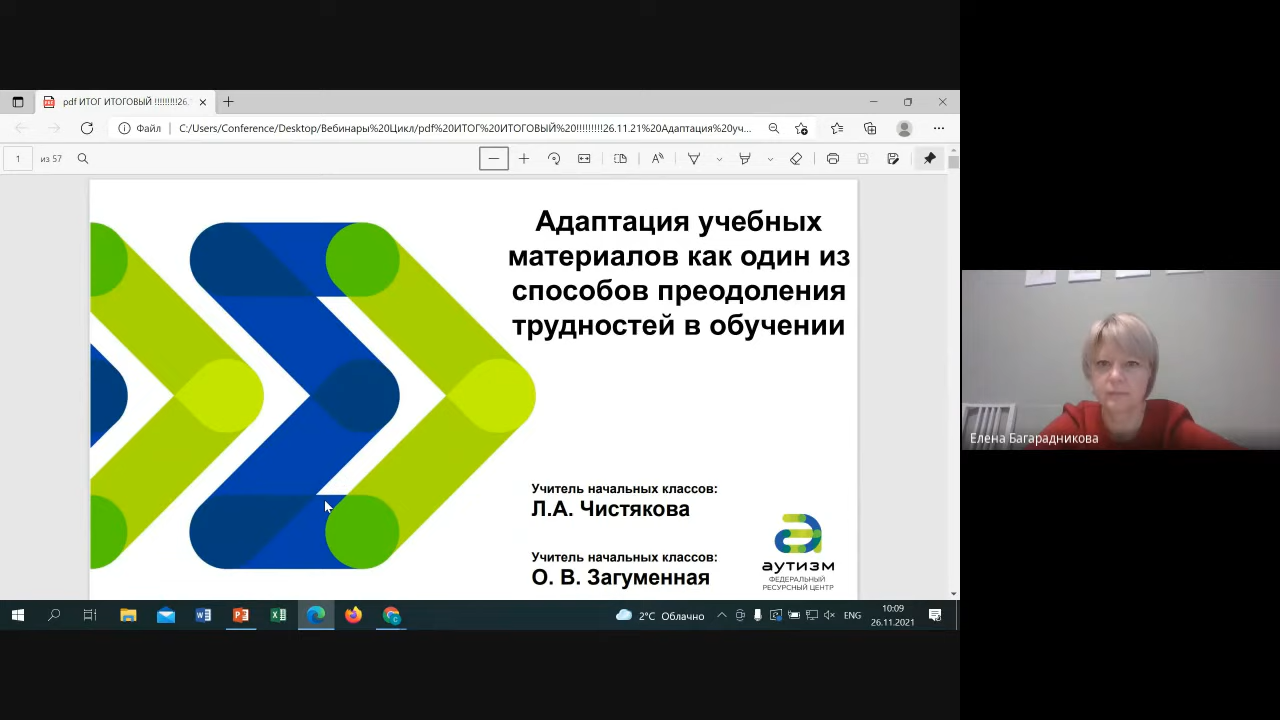 pdf ИТОГ ИТОГОВЫЙ !!!!!!!!!26.
Файл
C:/Users/Conference/Desktop/Вебинары%20Цикл/pdf%20ИТОГ%20ИТОГОВЫЙ%20!!!!!!!!!26.11.21%20Адаптация%20уч...
1 из 57
Адаптация учебных
материалов как один из
способов преодоления
трудностей в обучении
Учитель начальных классов:
Л.А. Чистякова
Учитель начальных классов:
О. В. Загуменная
аутизм
ФЕДЕРАЛЬНЫЙ
РЕСУРСНЫЙ ЦЕНТР
Елена Багарадникова
2°C Облачно
ENG
10:09
26.11.2021